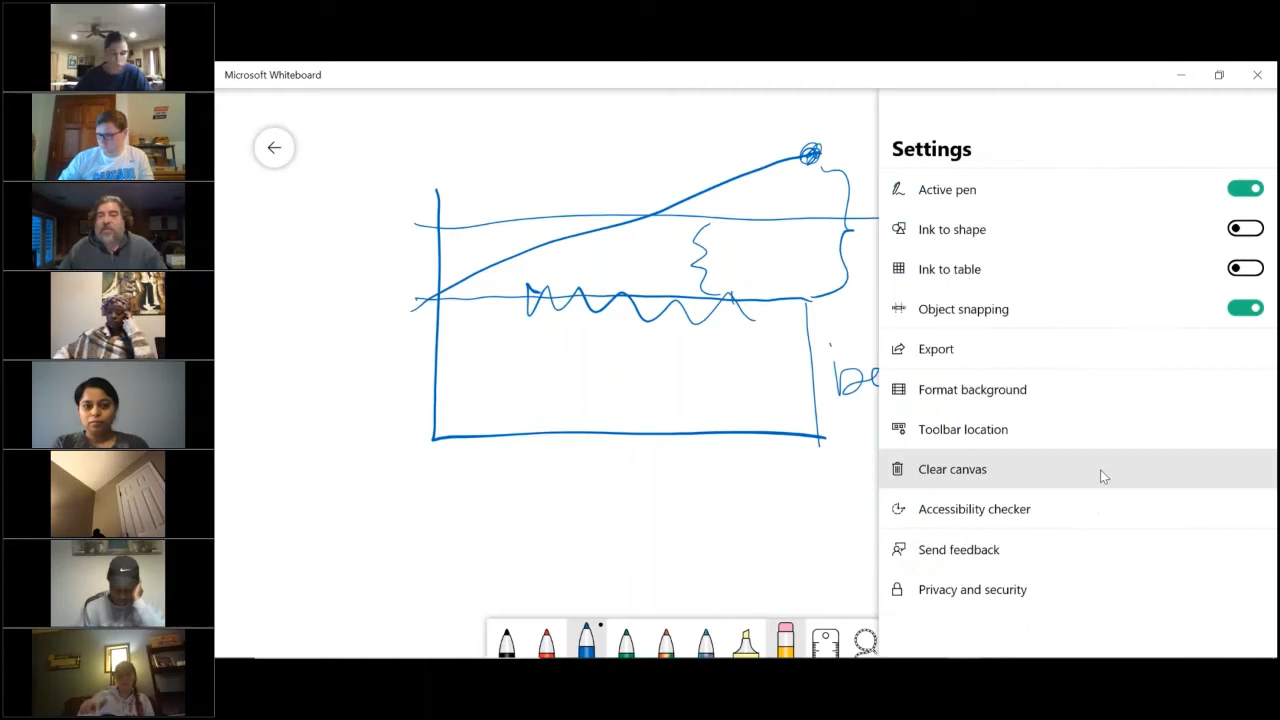 Microsoft Whiteboard
Settings
Active pen
Ink to shape
Ink to table
Object snapping
Export
Format background
Toolbar location
Clear canvas
Accessibility checker
Send feedback
Privacy and security